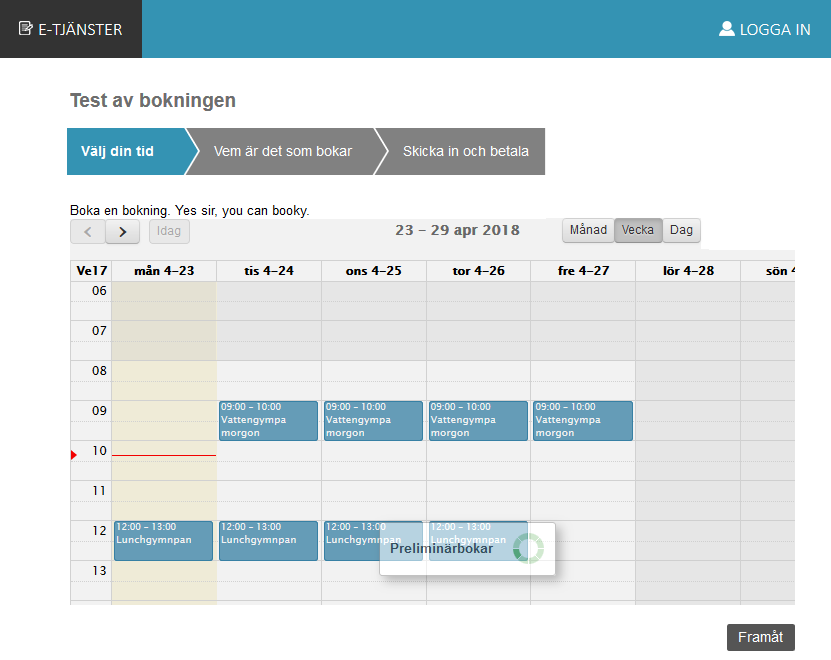 E-TJÄNSTER
LOGGA IN
Test av bokningen
Välj din tid
Vem är det som bokar
Skicka in och betala
Boka en bokning. Yes sir, you can booky.
Idag
23 – 29 apr 2018
Månad
Vecka
Dag
Ve17 mån 4–23 tis 4–24 ons 4–25 tor 4–26 fre 4–27 lör 4–28 sön 4
06
07
08
09
09:00 – 10:00
Vattengympa
morgon
09:00 – 10:00
Vattengympa
morgon
09:00 – 10:00
Vattengympa
morgon
09:00 – 10:00
Vattengympa
morgon
10
11
12
12:00 – 13:00
Lunchgymnpan
12:00 – 13:00
Lunchgymnpan
12:00 – 13:00
Lunchgymnpan
12:00 – 13:00
Lunchgymnpan
Preliminärbokar
13
Framåt